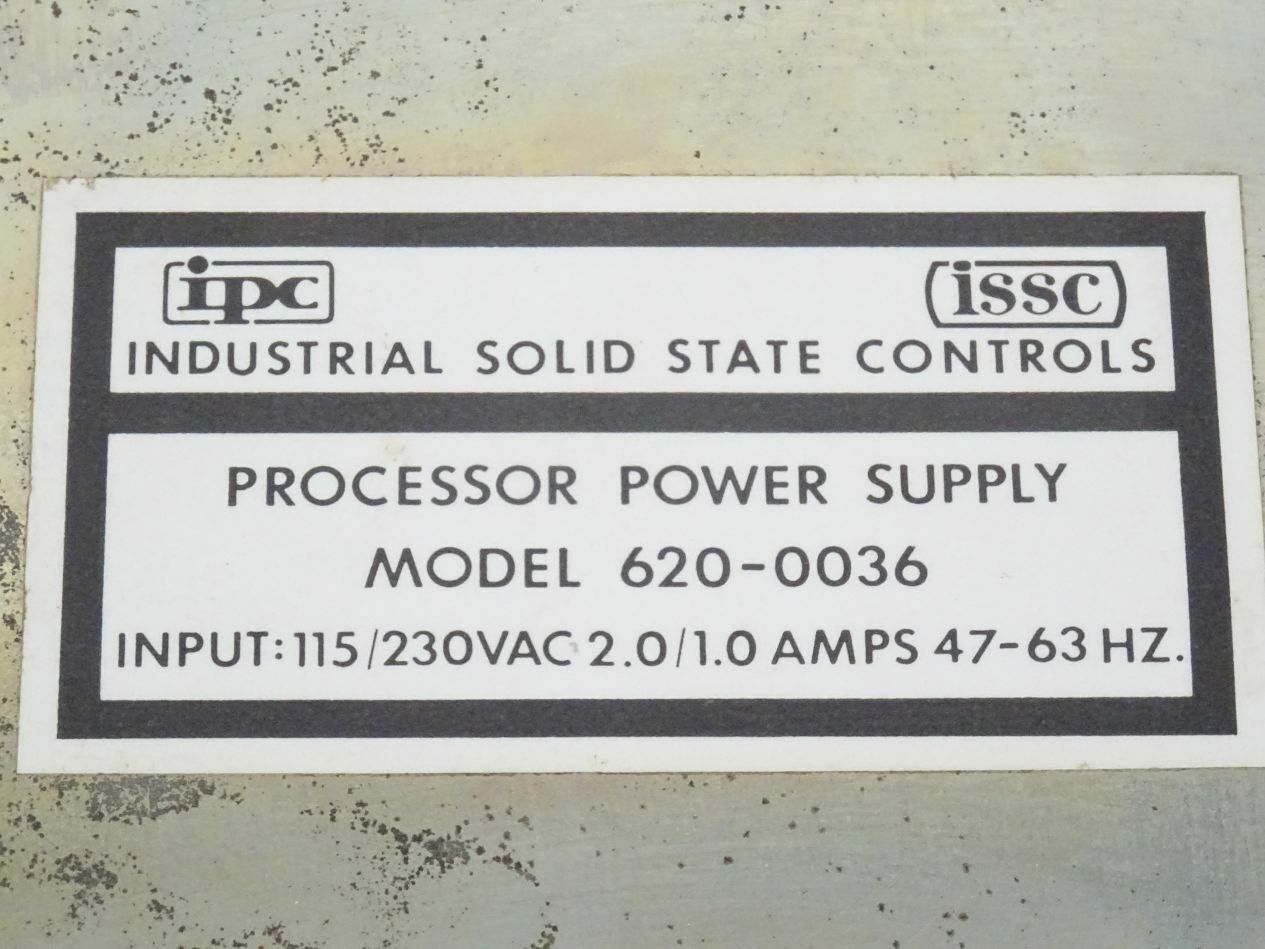 ipc issc
INDUSTRIAL SOLID STATE CONTROLS
PROCESSOR POWER SUPPLY
MODEL 620-0036
INPUT: 115/230VAC 2.0/1.0 AMPS 47-63 HZ.